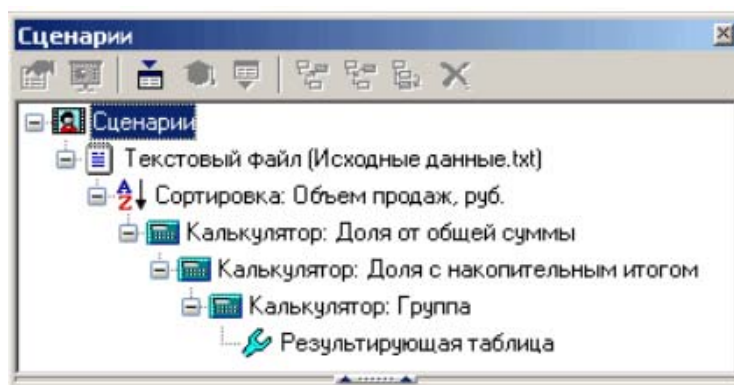 Сценарии
Сценарии
Текстовый файл (Исходные данные.txt)
Сортировка: Объем продаж, руб.
Калькулятор: Доля от общей суммы
Калькулятор: Доля с накопительным итогом
Калькулятор: Группа
Результирующая таблица